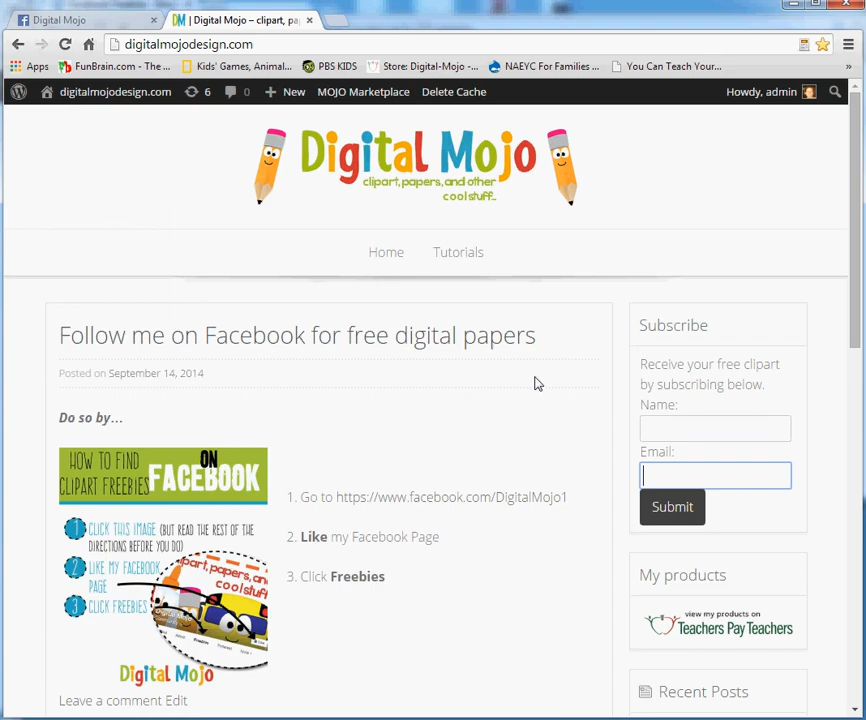 Digital Mojo
DM | Digital Mojo – clipart, pa
digitalmojodesign.com
Apps
FunBrain.com - The ...
Kids' Games, Animal...
PBS KIDS
Store: Digital-Mojo -...
NAEYC For Families ...
You Can Teach Your...
»
digitalmojodesign.com
6
0
+ New
MOJO Marketplace
Delete Cache
Howdy, admin
Digital Mojo
clipart, papers, and other
cool stuff...
Home
Tutorials
Follow me on Facebook for free digital papers
Posted on September 14, 2014
Do so by…
HOW TO FIND
CLIPART FREEBIES
ON
FACEBOOK
1 CLICK THIS IMAGE (BUT READ THE REST OF THE
DIRECTIONS BEFORE YOU DO)
2 LIKE MY FACEBOOK
PAGE
3 CLICK FREEBIES
part, papers, and
cool stuf
Digital Mojo
1. Go to https://www.facebook.com/DigitalMojo1
2. Like my Facebook Page
3. Click Freebies
Leave a comment Edit
Subscribe
Receive your free clipart
by subscribing below.
Name:
Email:
Submit
My products
view my products on
Teachers Pay Teachers
Recent Posts